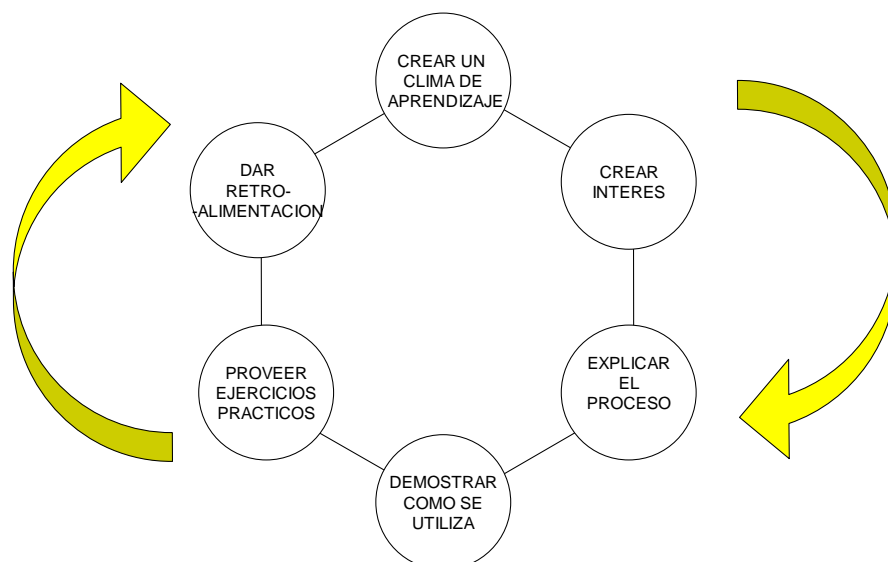 CREAR UN
CLIMA DE
APRENDIZAJE
CREAR
INTERES
EXPLICAR
EL
PROCESO
DEMOSTRAR
COMO SE
UTILIZA
PROVEER
EJERCICIOS
PRACTICOS
DAR
RETRO-
-ALIMENTACION